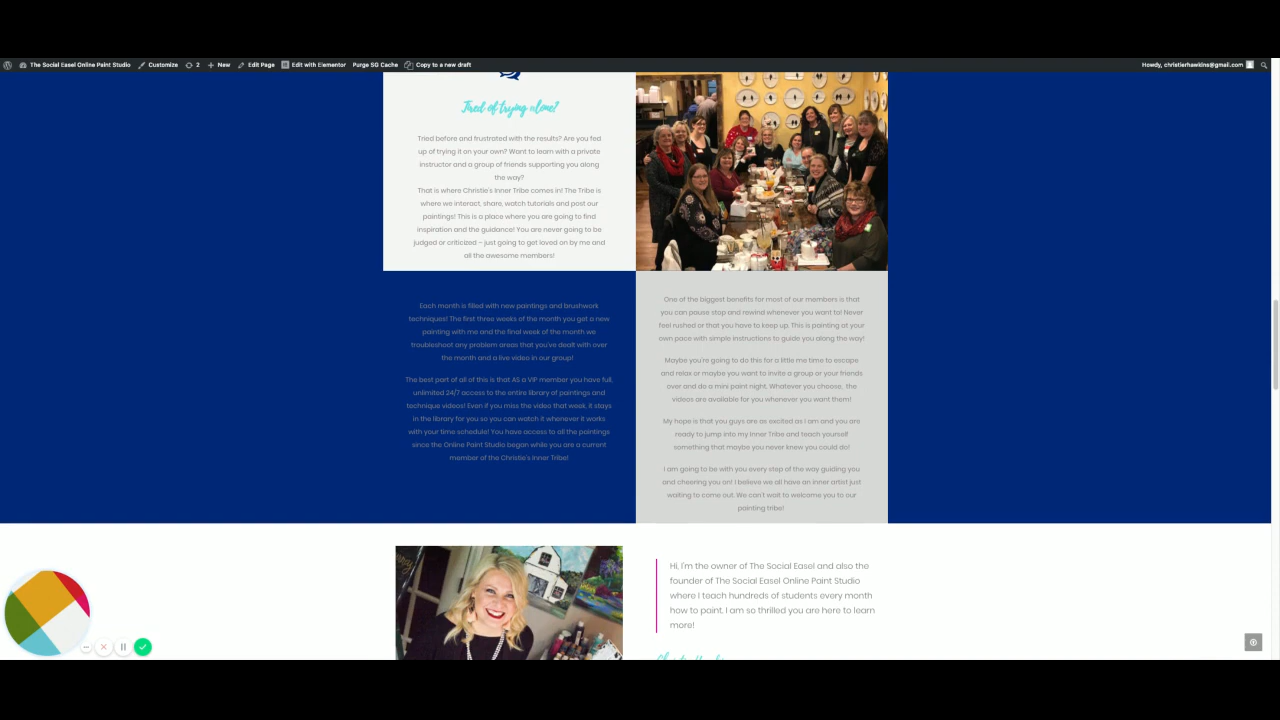 The Social Easel Online Paint Studio Customize 2 New Edit Page Edit with Elementor Purge SG Cache Copy to a new draft Howdy, christierhawkins@gmail.com
Tired of trying alone?
Tried before and frustrated with the results? Are you fed
up of trying it on your own? Want to learn with a private
instructor and a group of friends supporting you along
the way?
That is where Christie's Inner Tribe comes in! The Tribe is
where we interact, share, watch tutorials and post our
paintings! This is a place where you are going to find
inspiration and the guidance! You are never going to be
judged or criticized – just going to get loved on by me and
all the awesome members!
Each month is filled with new paintings and brushwork
techniques! The first three weeks of the month you get a new
painting with me and the final week of the month we
troubleshoot any problem areas that you've dealt with over
the month and a live video in our group!
The best part of all of this is that AS a VIP member you have full,
unlimited 24/7 access to the entire library of paintings and
technique videos! Even if you miss the video that week, it stays
in the library for you so you can watch it whenever it works
with your time schedule! You have access to all the paintings
since the Online Paint Studio began while you are a current
member of the Christie's Inner Tribe!
One of the biggest benefits for most of our members is that
you can pause stop and rewind whenever you want to! Never
feel rushed or that you have to keep up. This is painting at your
own pace with simple instructions to guide you along the way!
Maybe you're going to do this for a little me time to escape
and relax or maybe you want to invite a group or your friends
over and do a mini paint night. Whatever you choose, the
videos are available for you whenever you want them!
My hope is that you guys are as excited as I am and you are
ready to jump into my Inner Tribe and teach yourself
something that maybe you never knew you could do!
I am going to be with you every step of the way guiding you
and cheering you on! I believe we all have an inner artist just
waiting to come out. We can't wait to welcome you to our
painting tribe!
Hi, I'm the owner of The Social Easel and also the
founder of The Social Easel Online Paint Studio
where I teach hundreds of students every month
how to paint. I am so thrilled you are here to learn
more!